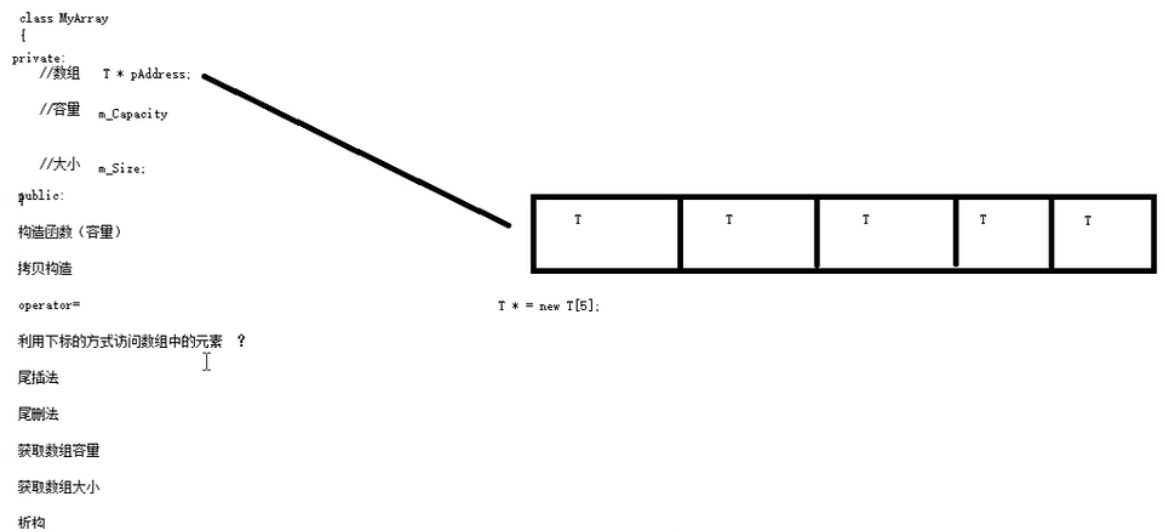 class MyArray
{
private:
//数组 T * pAddress;
//容量 m_Capacity
//大小 m_Size;
public:
构造函数（容量）
拷贝构造
operator=
利用下标的方式访问数组中的元素 ？
尾插法
尾删法
获取数组容量
获取数组大小
析构
T T T T T
T * = new T[5];